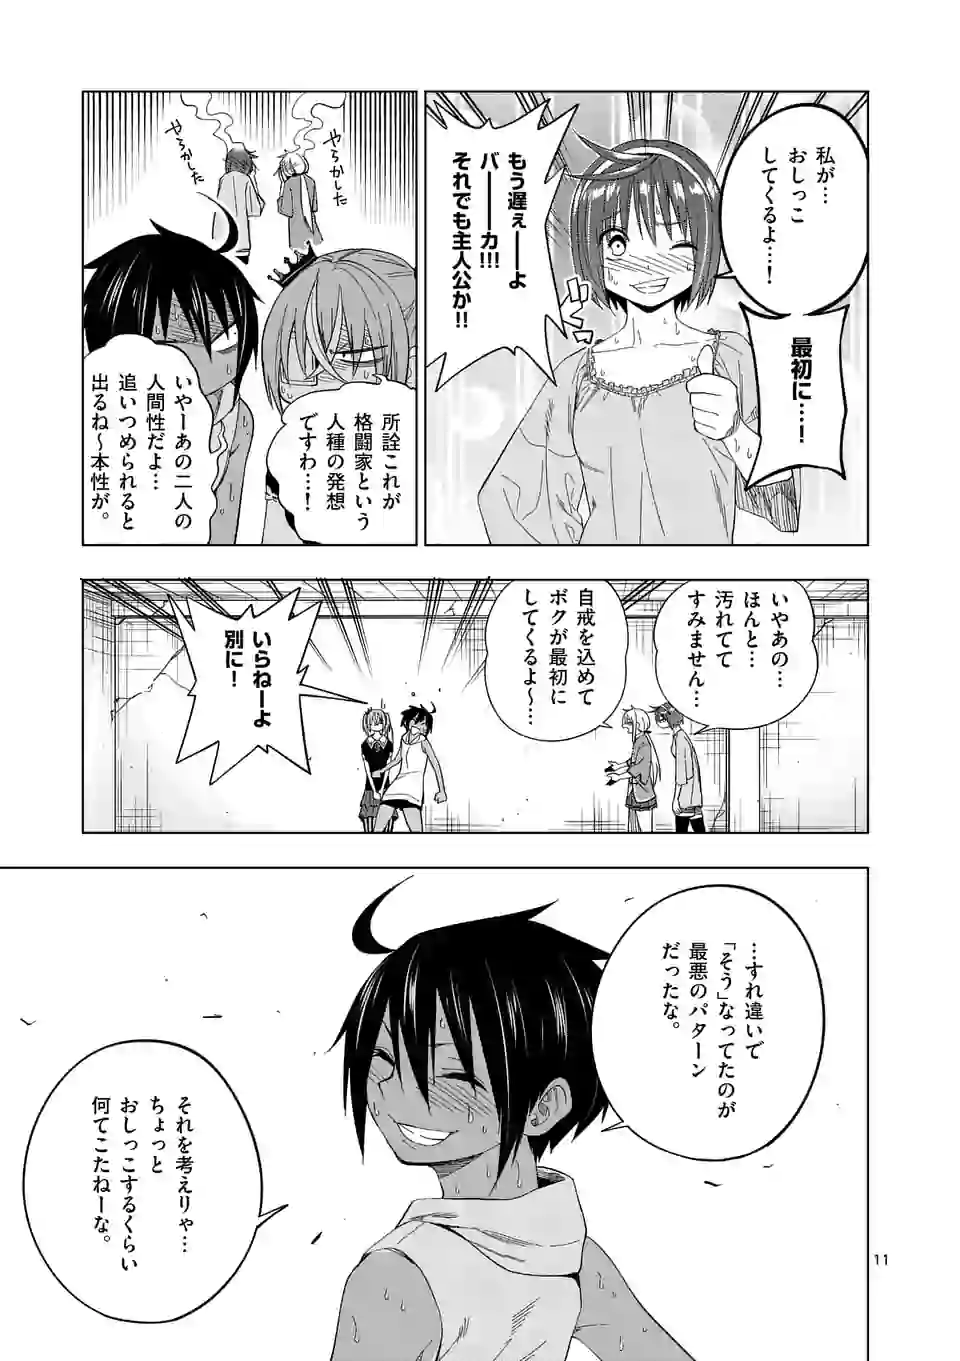 私が…
おしっこ
してくるよ…！
最初に…！
もう遅ぇーーよ
バーーーカ!!!
それでも主人公か!!
やらかした
やらかした
所詮これが
格闘家という
人種の発想
ですわ…！
いやーあの二人の
人間性だよ…
追いつめられると
出るね〜本性が。
いやあの…
ほんと…
汚れてて
すみません…
自戒を込めて
ボクが最初に
してくるよ〜…
いらねーよ
別に！
…すれ違いで
「そう」なってたのが
最悪のパターン
だったな。
それを考えりゃ…
ちょっと
おしっこするくらい
何てこたねーな。
11